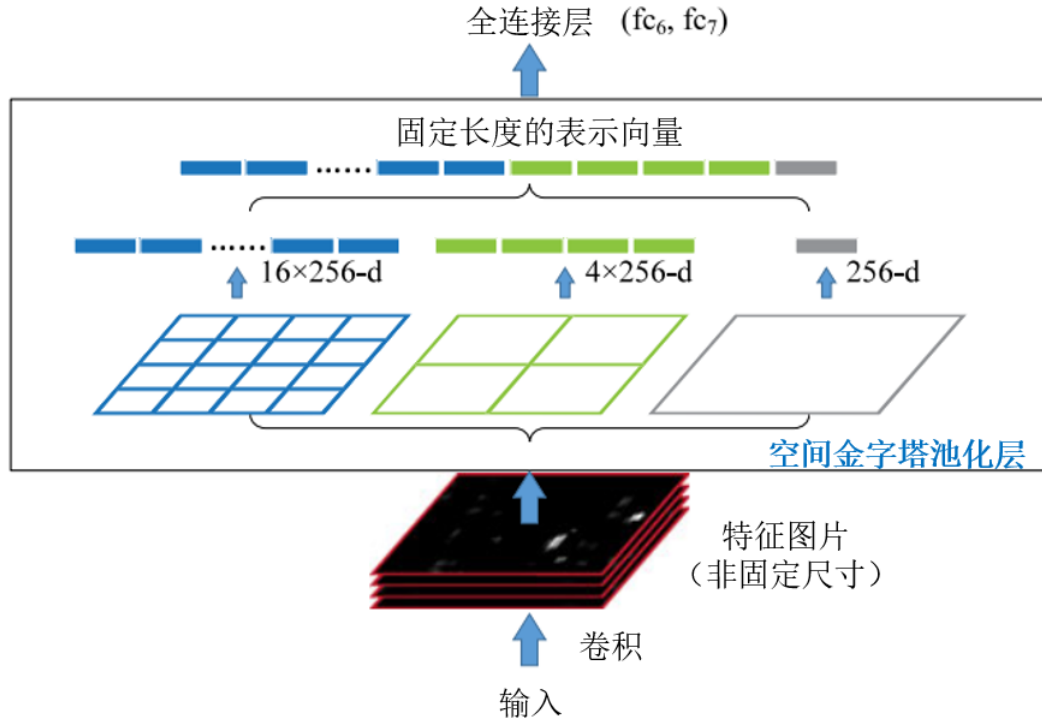 全连接层 (fc₆, fc₇)
固定长度的表示向量
······
······
16×256-d 4×256-d 256-d
空间金字塔池化层
特征图片
（非固定尺寸）
卷积
输入